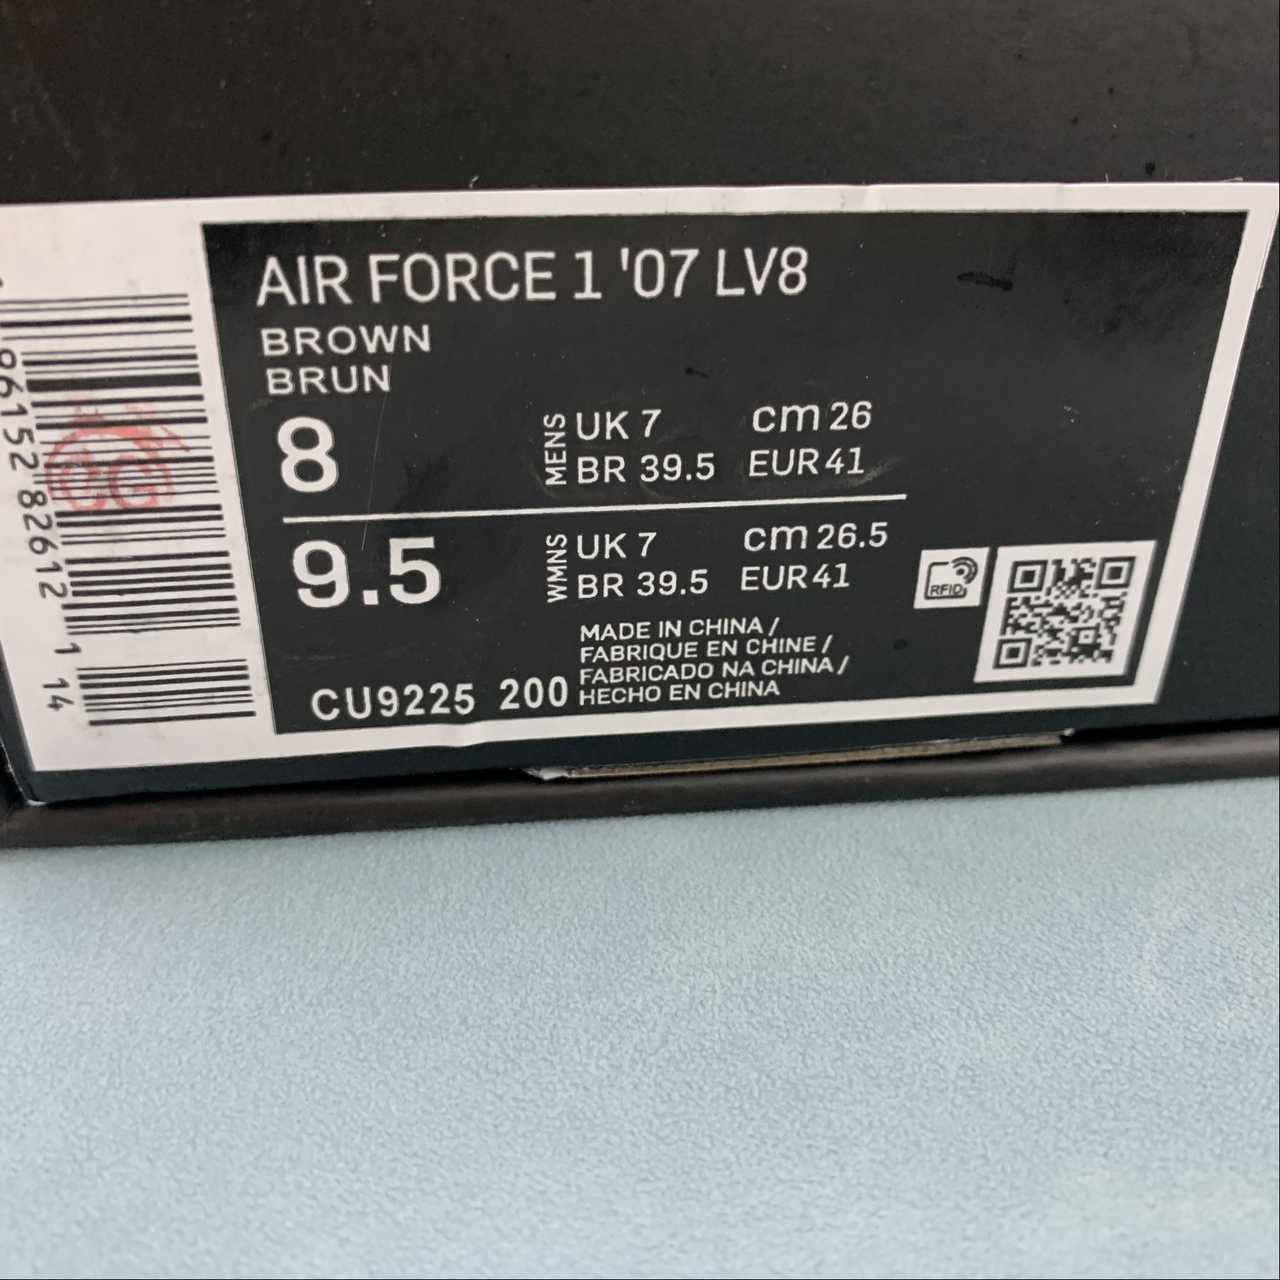 AIR FORCE 1 '07 LV8
BROWN
BRUN
8
MENS
UK 7
cm 26
BR 39.5
EUR 41
9.5
WMNS
UK 7
cm 26.5
BR 39.5
EUR 41
RFID
MADE IN CHINA /
FABRIQUE EN CHINE /
FABRICADO NA CHINA /
HECHO EN CHINA
CU9225 200
96152 82612 1 14
CG